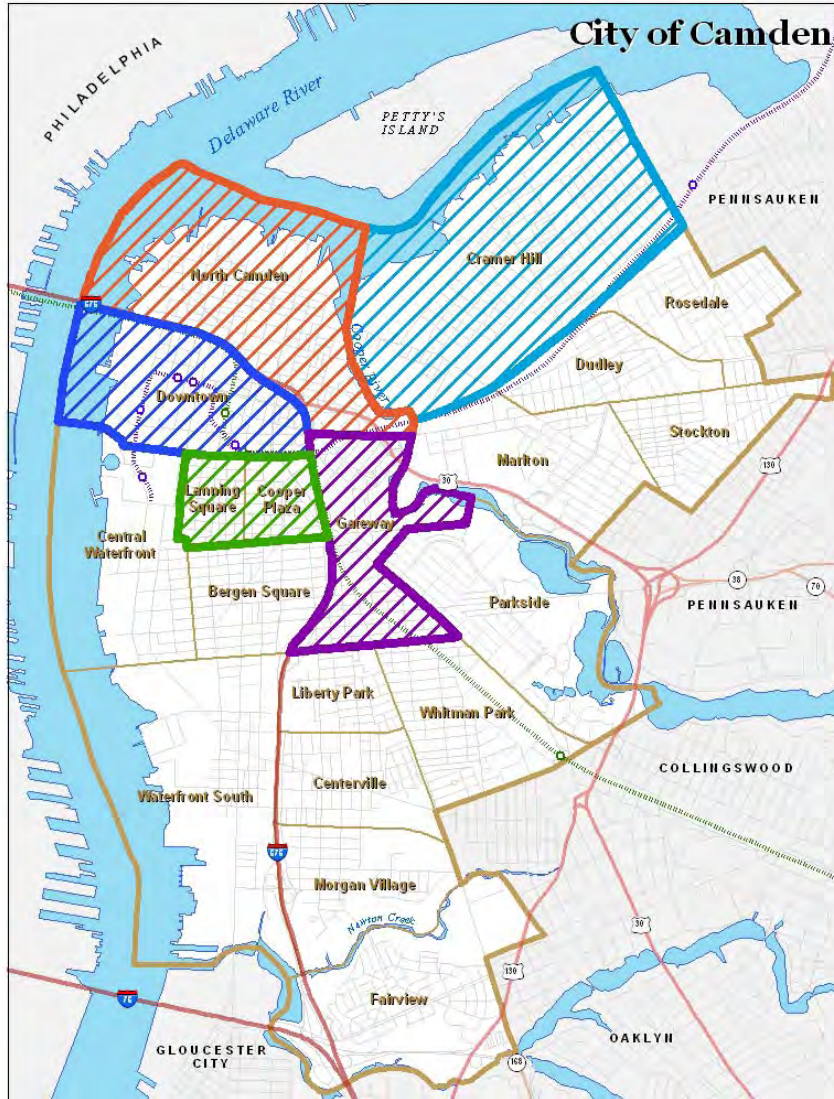 City of Camden
PHILADELPHIA
Delaware River
PETTY'S
ISLAND
PENNSAUKEN
North Camden
Cramer Hill
Rosedale
676
Cooper River
Dudley
Downtown
Stockton
Marlton
130
30
Lanning
Square
Cooper
Plaza
Gateway
Central
Waterfront
38
70
Bergen Square
Parkside
PENNSAUKEN
Liberty Park
Whitman Park
COLLINGSWOOD
Centerville
Waterfront South
676
Morgan Village
Newton Creek
30
130
76
Fairview
OAKLYN
GLOUCESTER
CITY
168